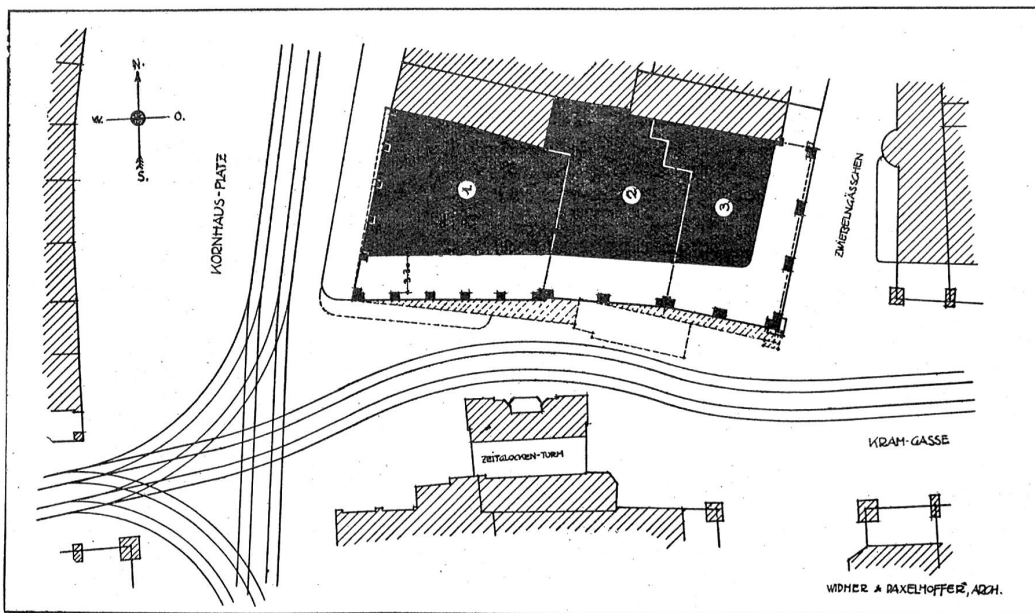 N.
W.
O.
S.
KORNHAUS-PLATZ
1
2
3
ZWIEBELNGÄSSCHEN
ZEITGLOCKEN-TURM
KRAM-GASSE
WIDMER & DAXELHOFFER, ARCH.